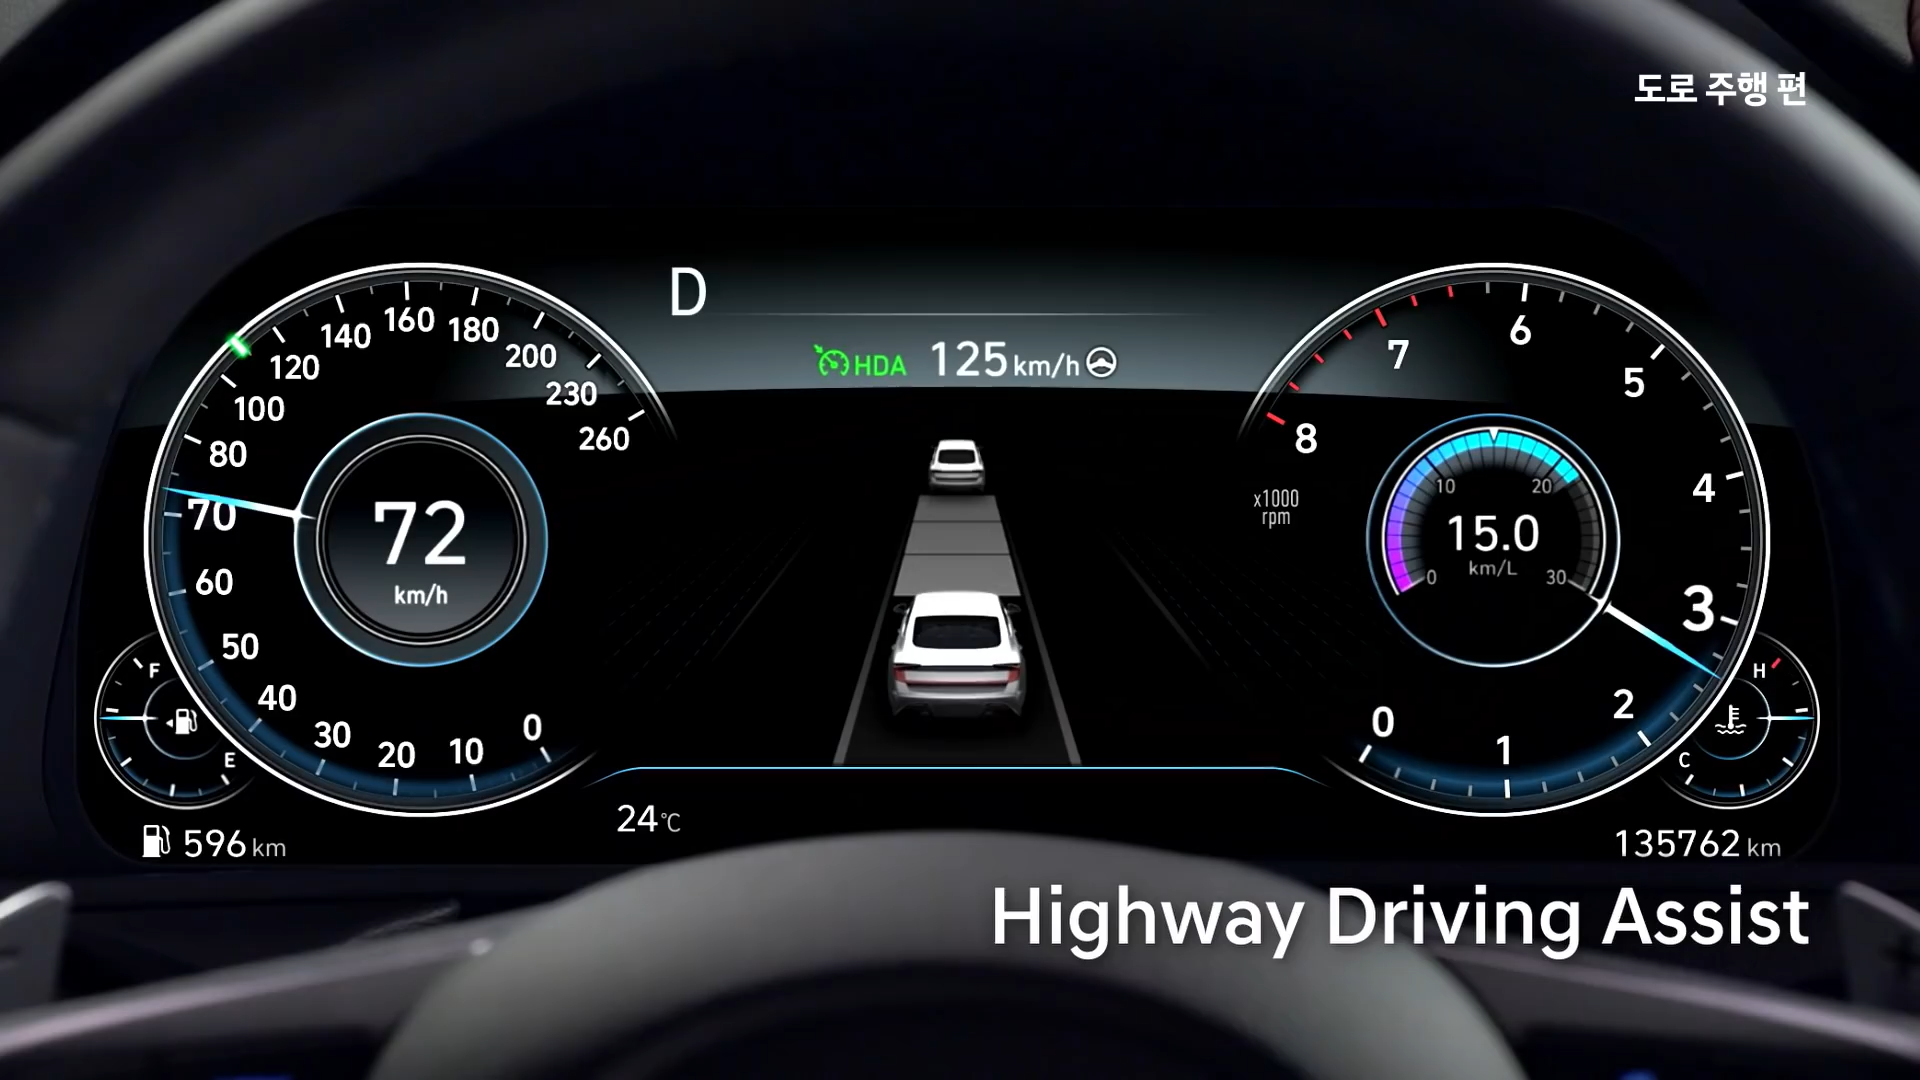 도로 주행 편
D
HDA 125 km/h
0 10 20 30 40 50 60 70 80 100 120 140 160 180 200 230 260
72
km/h
0 1 2 3 4 5 6 7 8
x1000
rpm
10 20
15.0
km/L
0 30
F
E
H
C
24℃
596 km
135762 km
Highway Driving Assist